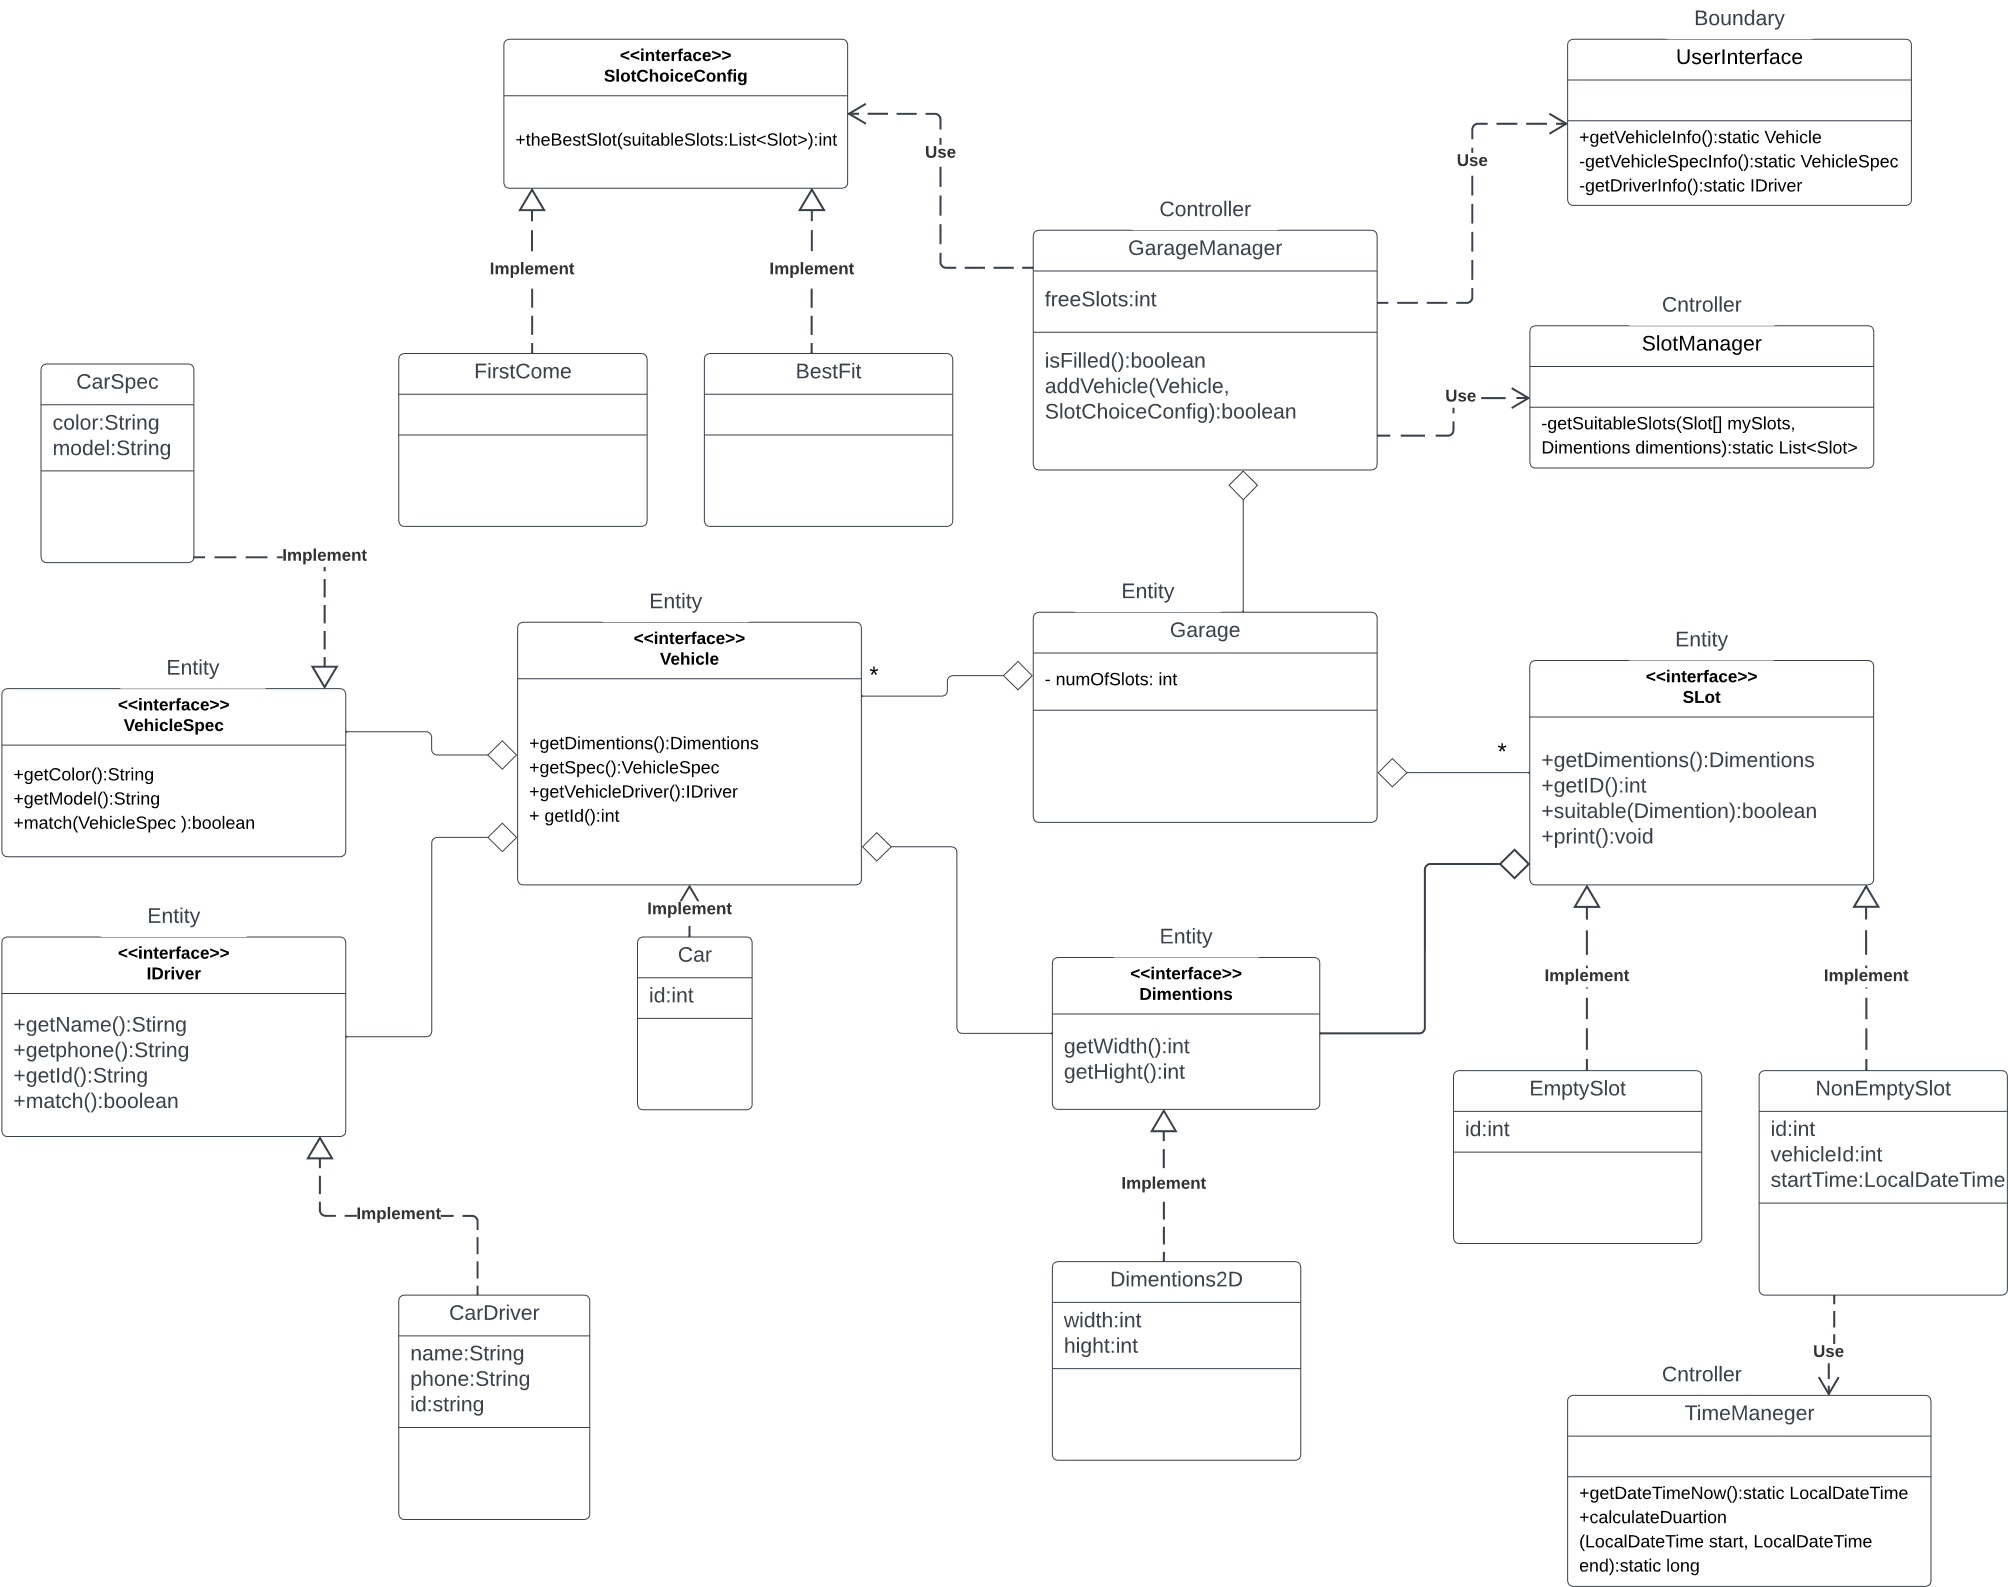 Boundary
UserInterface
+getVehicleInfo():static Vehicle
-getVehicleSpecInfo():static VehicleSpec
-getDriverInfo():static IDriver
<<interface>>
SlotChoiceConfig
+theBestSlot(suitableSlots:List<Slot>):int
Use
Use
Implement
Implement
Controller
GarageManager
freeSlots:int
isFilled():boolean
addVehicle(Vehicle,
SlotChoiceConfig):boolean
Cntroller
SlotManager
-getSuitableSlots(Slot[] mySlots,
Dimentions dimentions):static List<Slot>
Use
CarSpec
color:String
model:String
FirstCome
BestFit
Implement
Entity
<<interface>>
VehicleSpec
+getColor():String
+getModel():String
+match(VehicleSpec ):boolean
Entity
<<interface>>
Vehicle
+getDimentions():Dimentions
+getSpec():VehicleSpec
+getVehicleDriver():IDriver
+ getId():int
*
Entity
Garage
- numOfSlots: int
*
Entity
<<interface>>
SLot
+getDimentions():Dimentions
+getID():int
+suitable(Dimention):boolean
+print():void
Entity
<<interface>>
IDriver
+getName():Stirng
+getphone():String
+getId():String
+match():boolean
Implement
Car
id:int
Entity
<<interface>>
Dimentions
getWidth():int
getHight():int
Implement
Implement
EmptySlot
id:int
NonEmptySlot
id:int
vehicleId:int
startTime:LocalDateTime
Implement
Implement
CarDriver
name:String
phone:String
id:string
Dimentions2D
width:int
hight:int
Use
Cntroller
TimeManeger
+getDateTimeNow():static LocalDateTime
+calculateDuartion
(LocalDateTime start, LocalDateTime
end):static long